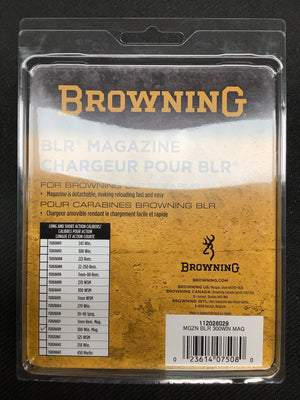 BROWNING
BLR® MAGAZINE
CHARGEUR POUR BLR®
FOR BROWNING
• Magazine is detachable, making reloading fast and easy
POUR CARABINES BROWNING BLR
• Chargeur amovible rendant le chargement facile et rapide
LONG AND SHORT ACTION CALIBERS/
CALIBRES POUR ACTION
LONGUE ET ACTION COURTE
243 Win.
308 Win.
223 Rem.
22-250 Rem.
7mm-08 Rem.
270 WSM
300 WSM
7mm WSM
270 Win.
30-06 Sprg.
7mm Rem. Mag.
300 Win. Mag.
325 WSM
358 Win.
450 Marlin
BROWNING
BROWNING.COM
112026029
MGZN BLR 300WIN MAG
0 23614 07508 0